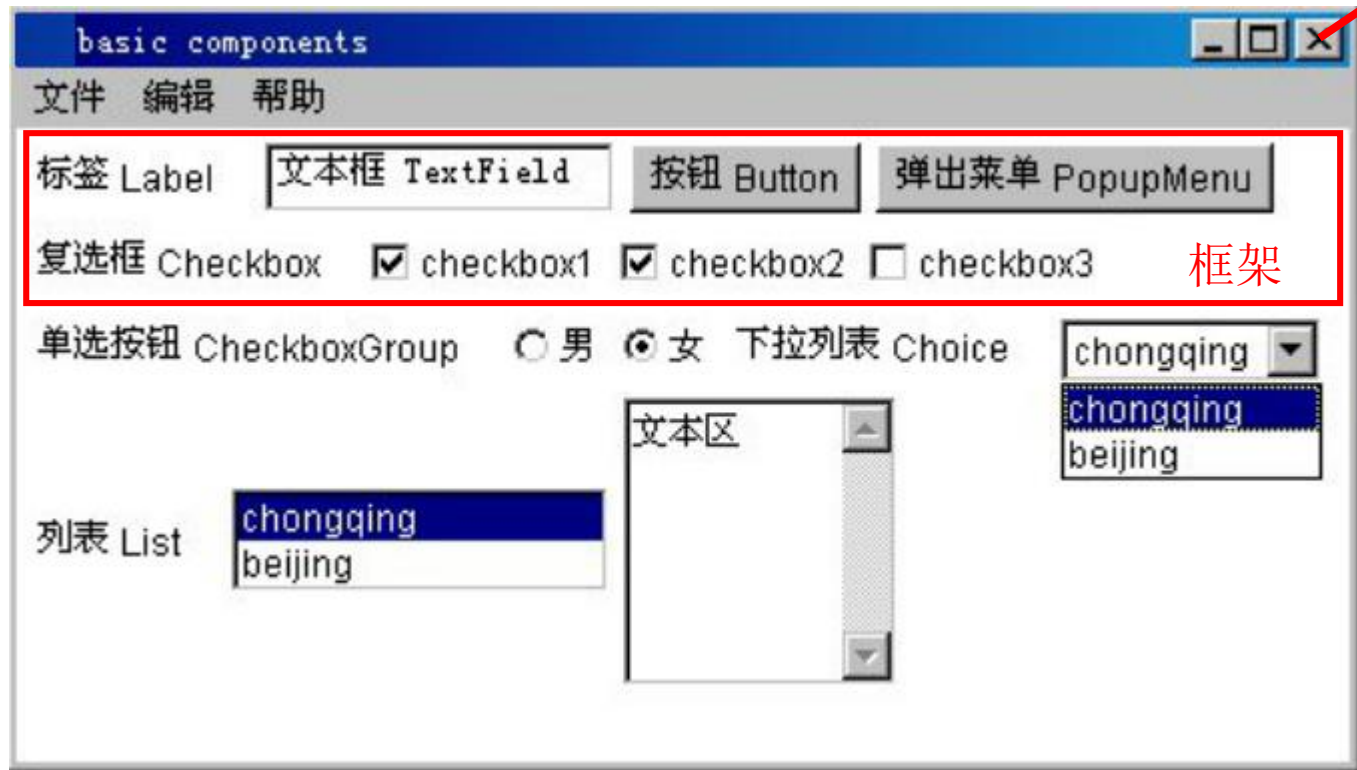 basic components
文件 编辑 帮助
标签 Label 文本框 TextField 按钮 Button 弹出菜单 PopupMenu
复选框 Checkbox checkbox1 checkbox2 checkbox3 框架
单选按钮 CheckboxGroup 男 女 下拉列表 Choice chongqing
chongqing
beijing
文本区
列表 List chongqing
beijing